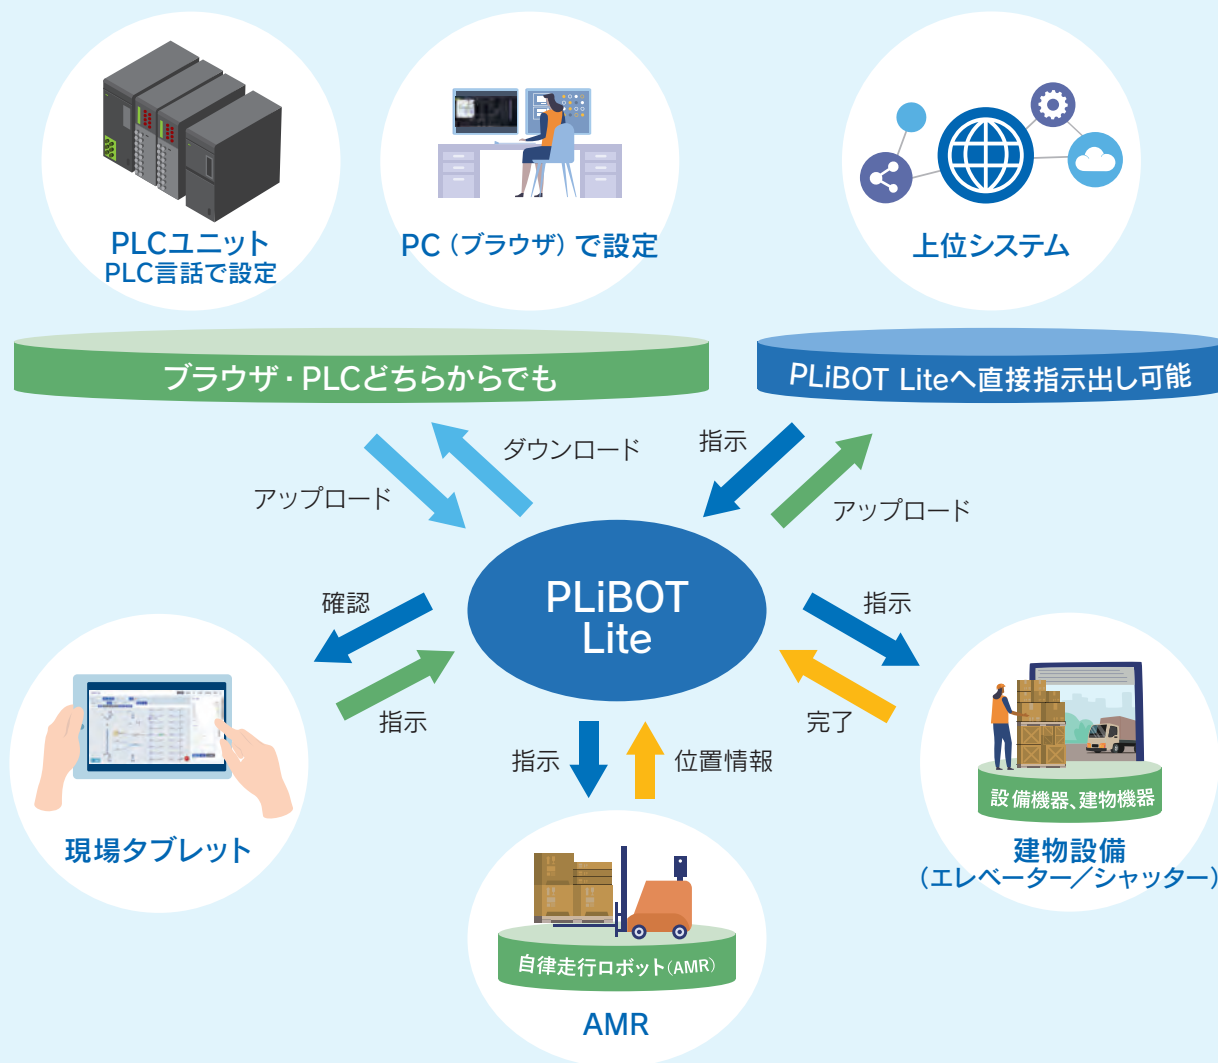 PLCユニット
PLC言話で設定
PC（ブラウザ）で設定
上位システム
ブラウザ・PLCどちらからでも
PLiBOT Liteへ直接指示出し可能
ダウンロード
アップロード
指示
アップロード
PLiBOT
Lite
確認
指示
指示
完了
指示
位置情報
現場タブレット
設備機器、建物機器
建物設備
（エレベーター／シャッター）
自律走行ロボット(AMR)
AMR